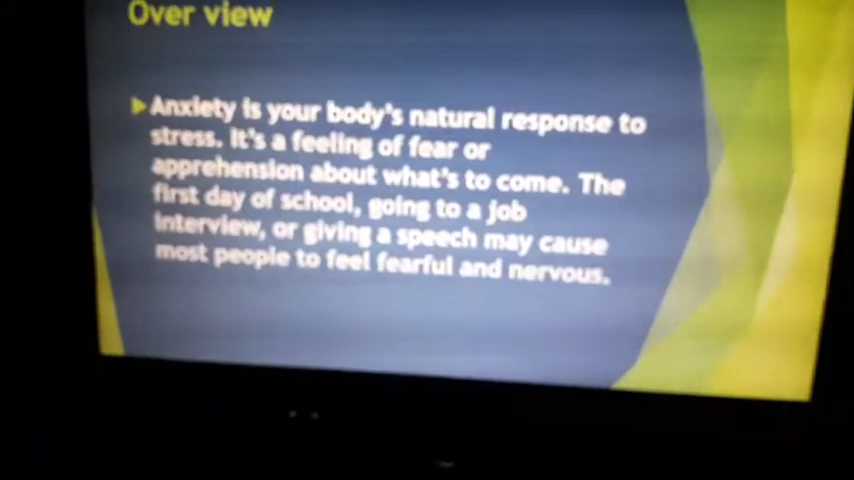 Over view
Anxiety is your body's natural response to
stress. It's a feeling of fear or
apprehension about what's to come. The
first day of school, going to a job
interview, or giving a speech may cause
most people to feel fearful and nervous.